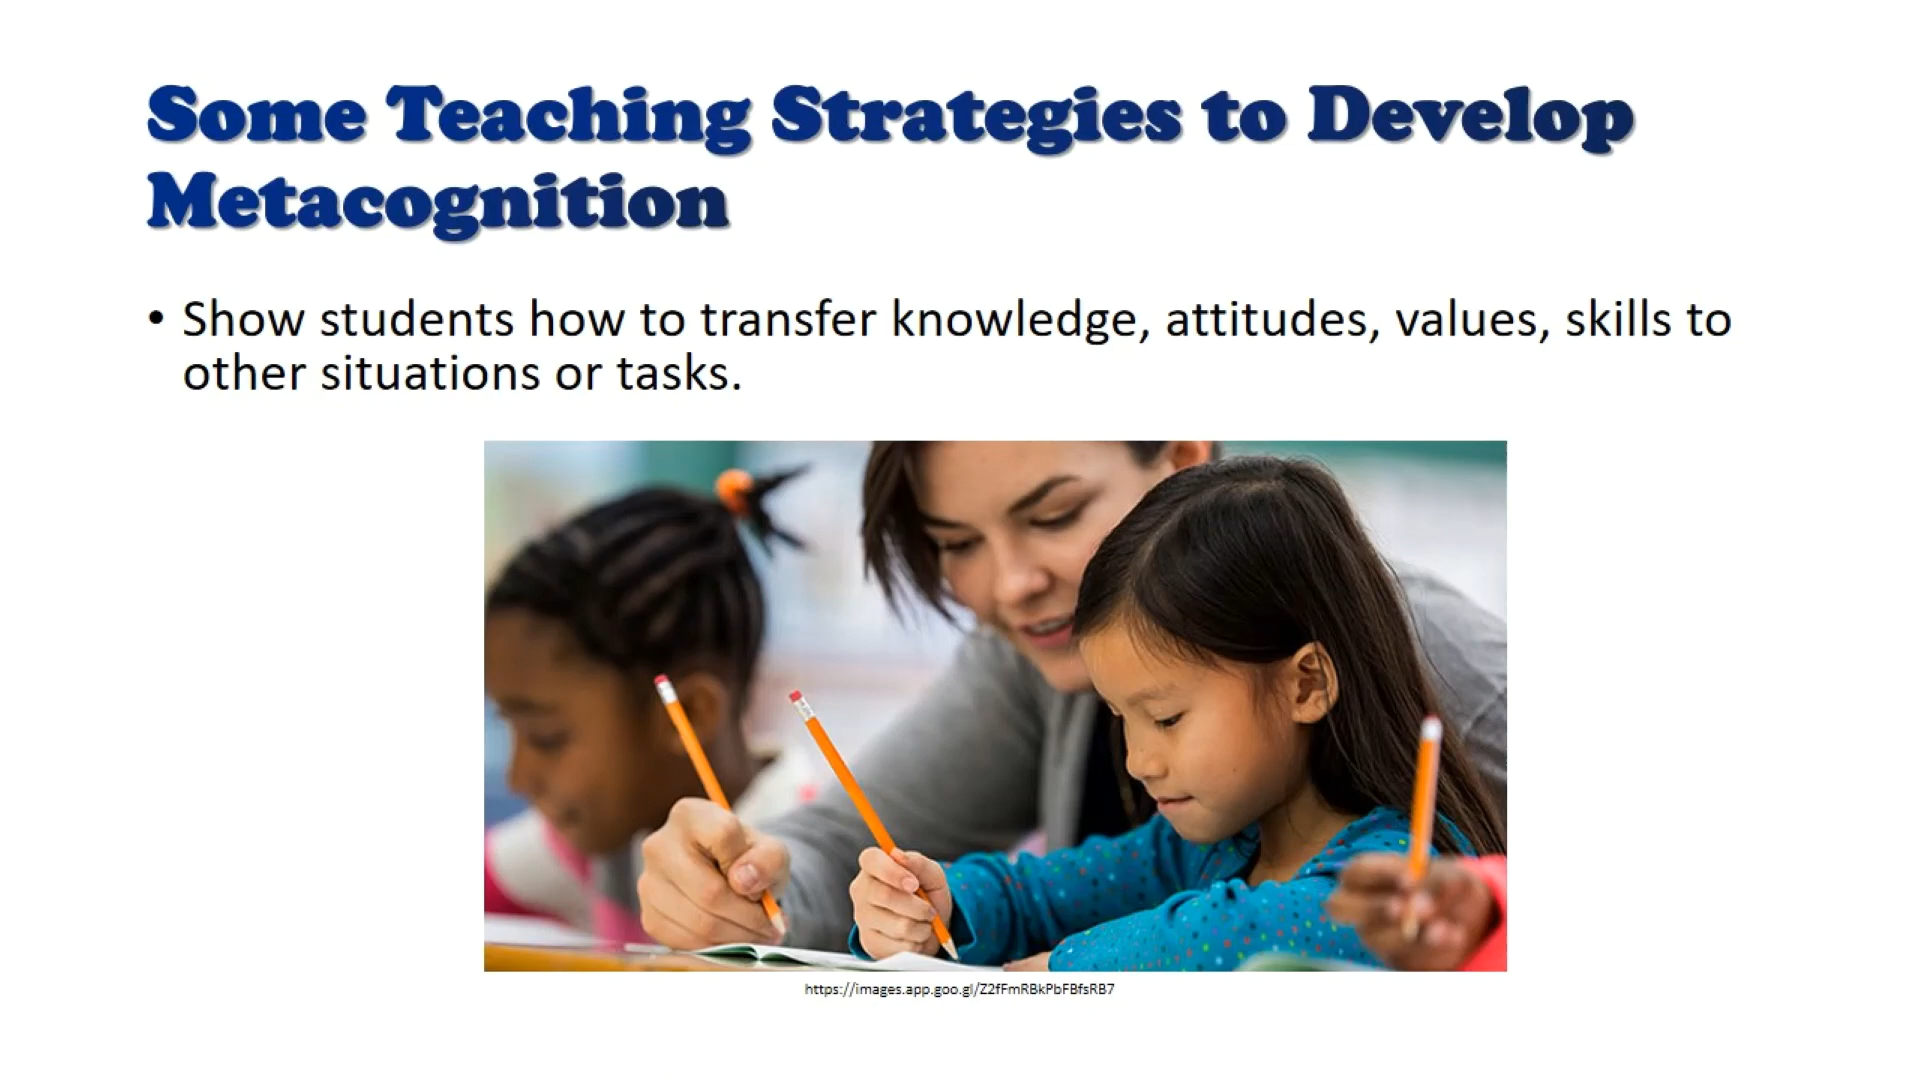 Some Teaching Strategies to Develop
Metacognition
• Show students how to transfer knowledge, attitudes, values, skills to
other situations or tasks.
https://images.app.goo.gl/Z2fFmRBkPbFBfsRB7